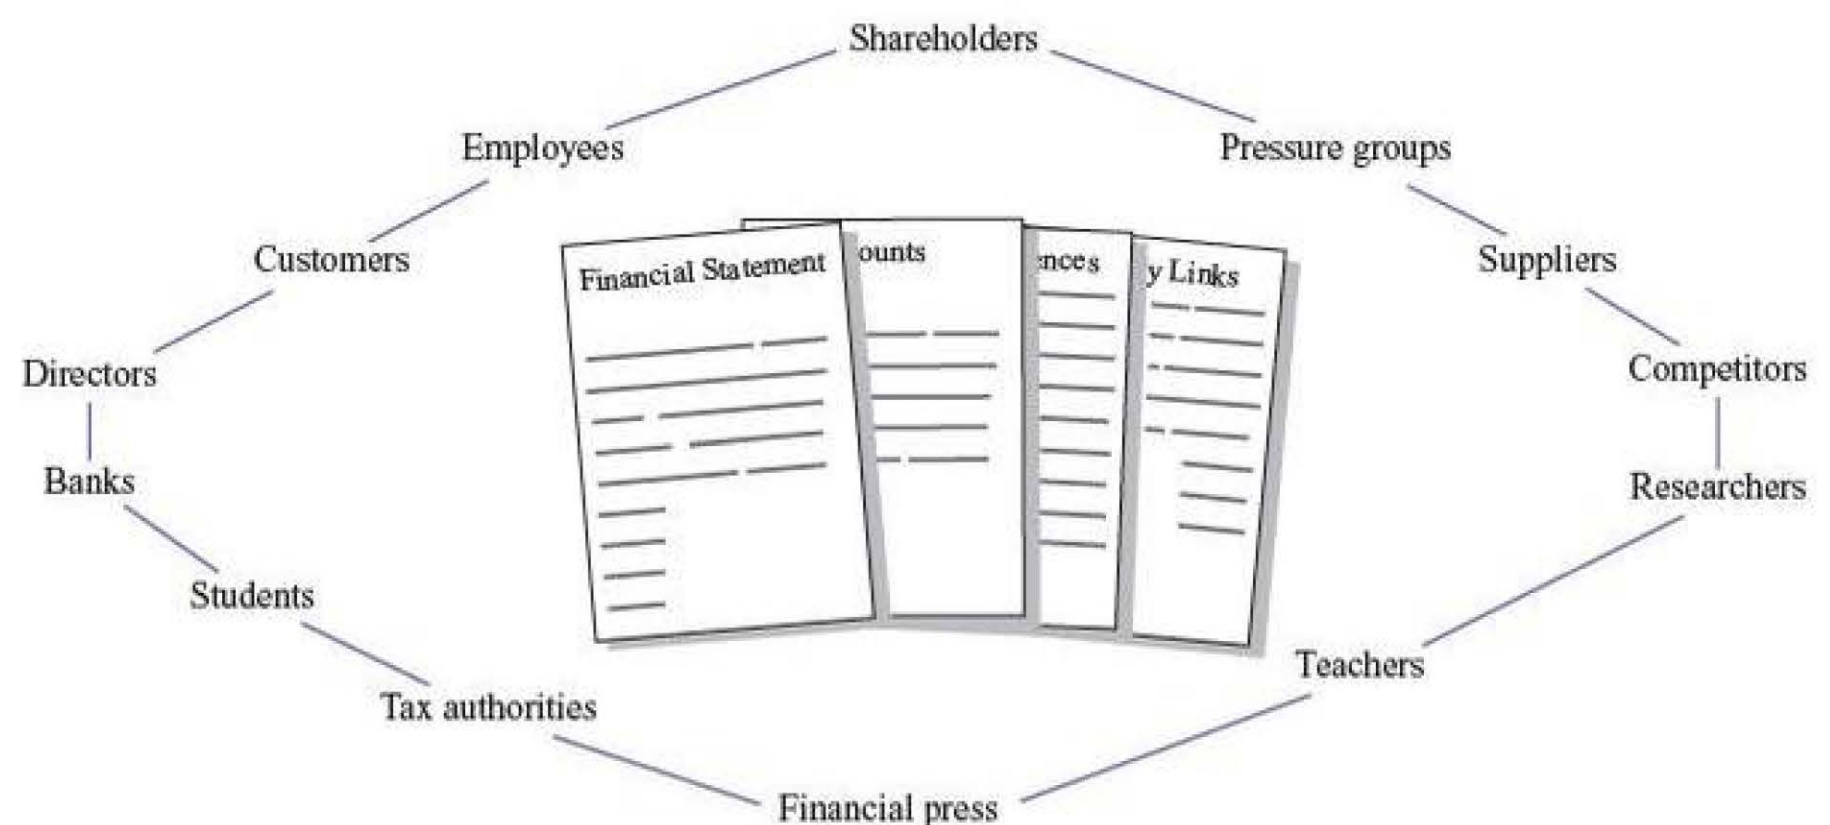 Shareholders
Employees
Pressure groups
Customers
Suppliers
Financial Statement
ounts
ences
y Links
Directors
Competitors
Banks
Researchers
Students
Teachers
Tax authorities
Financial press